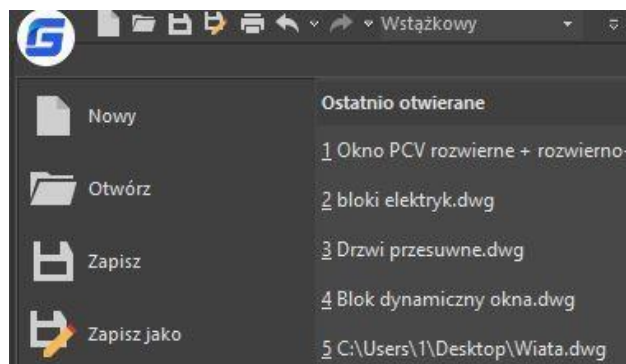 Wstążkowy
Ostatnio otwierane
Nowy
1 Okno PCV rozwierne + rozwierno-
Otwórz
2 bloki elektryk.dwg
Zapisz
3 Drzwi przesuwne.dwg
4 Blok dynamiczny okna.dwg
Zapisz jako
5 C:\Users\1\Desktop\Wiata.dwg